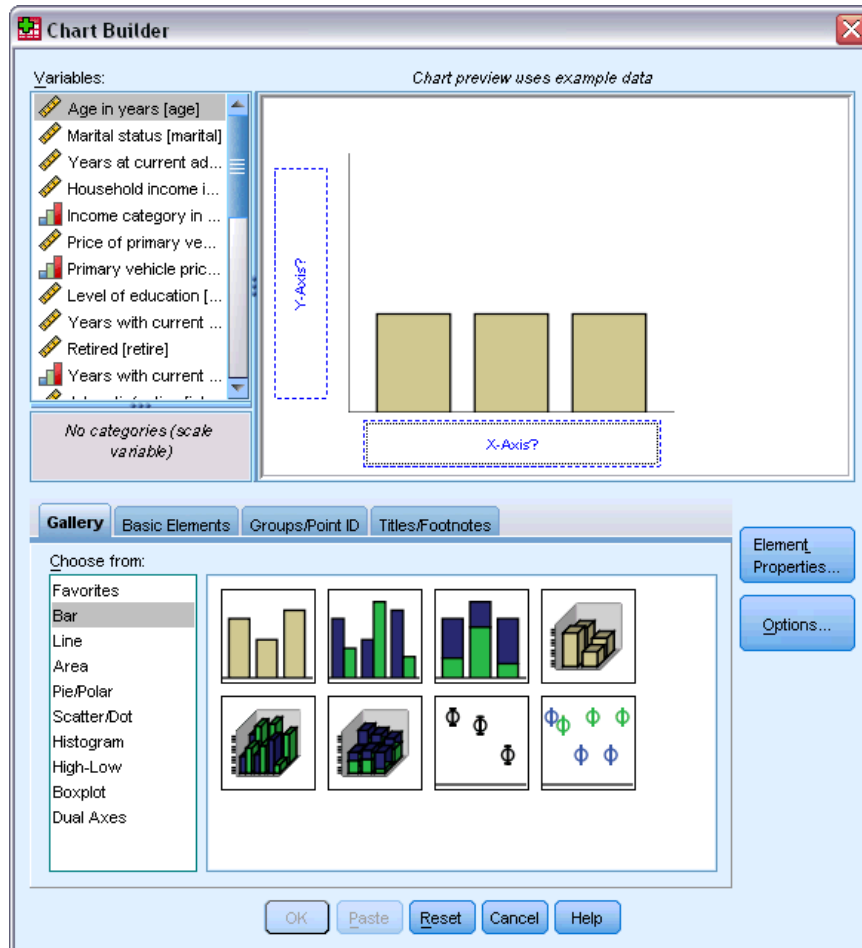 Chart Builder
Variables:
Chart preview uses example data
Age in years [age]
Marital status [marital]
Years at current ad...
Household income i...
Income category in ...
Price of primary ve...
Primary vehicle pric...
Level of education [...
Years with current ...
Retired [retire]
Years with current ...
No categories (scale
variable)
Y-Axis?
X-Axis?
Gallery
Basic Elements
Groups/Point ID
Titles/Footnotes
Choose from:
Favorites
Bar
Line
Area
Pie/Polar
Scatter/Dot
Histogram
High-Low
Boxplot
Dual Axes
Element
Properties...
Options...
OK
Paste
Reset
Cancel
Help